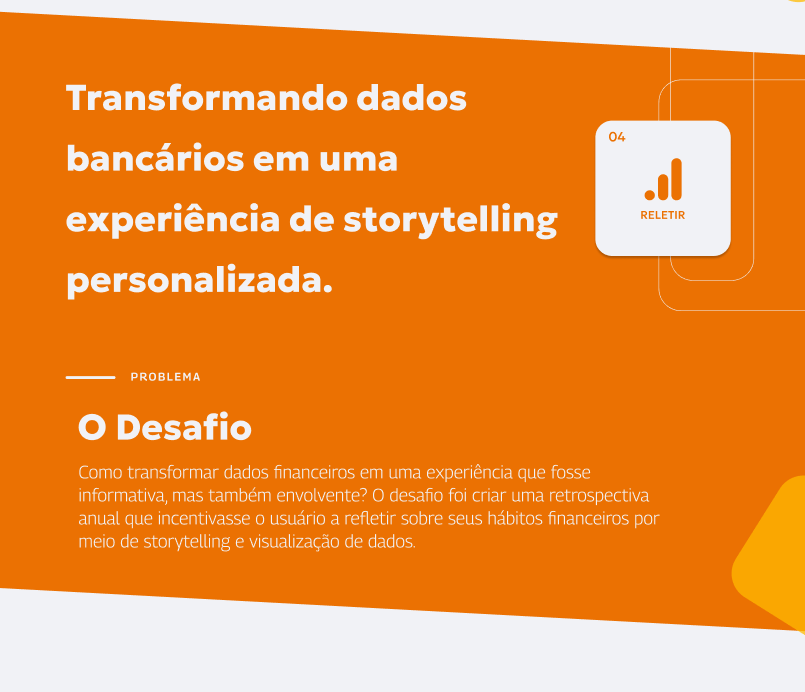 Transformando dados
bancários em uma
experiência de storytelling
personalizada.
04
RELETIR
PROBLEMA
O Desafio
Como transformar dados financeiros em uma experiência que fosse
informativa, mas também envolvente? O desafio foi criar uma retrospectiva
anual que incentivasse o usuário a refletir sobre seus hábitos financeiros por
meio de storytelling e visualização de dados.